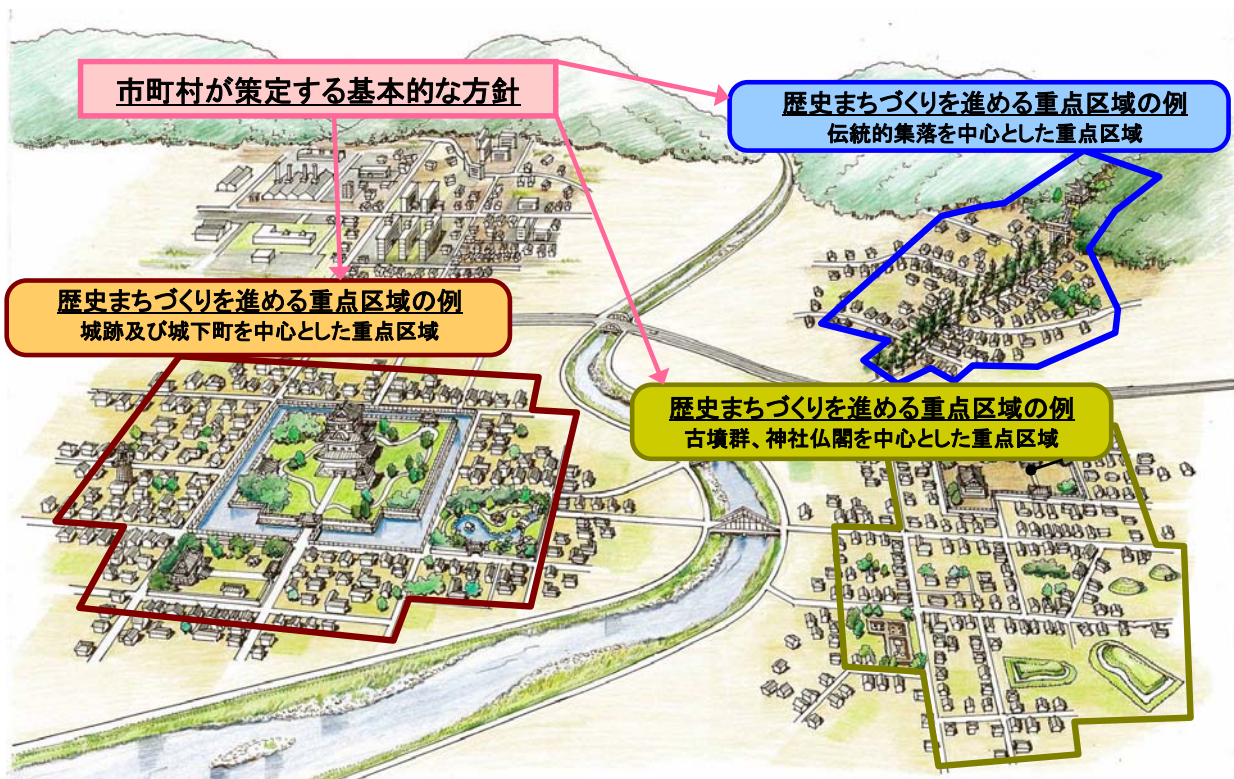 市町村が策定する基本的な方針
歴史まちづくりを進める重点区域の例
伝統的集落を中心とした重点区域
歴史まちづくりを進める重点区域の例
城跡及び城下町を中心とした重点区域
歴史まちづくりを進める重点区域の例
古墳群、神社仏閣を中心とした重点区域